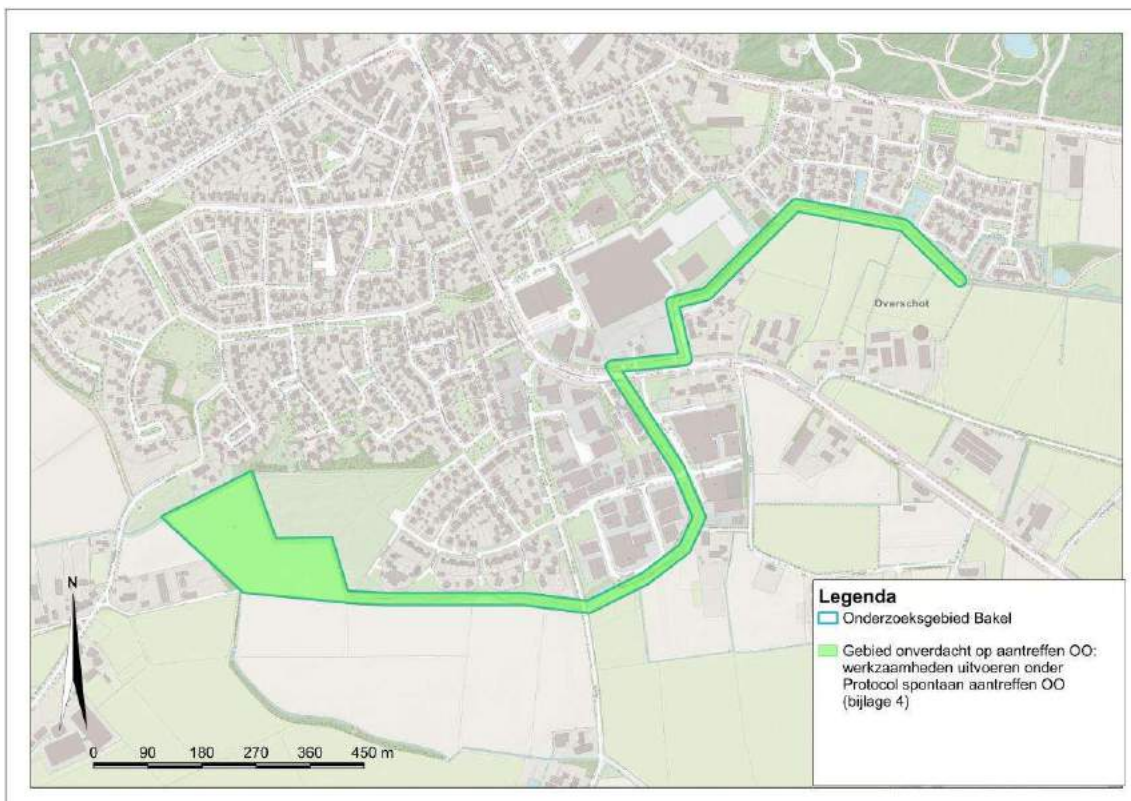 Overschot
N
0 90 180 270 360 450 m
Legenda
Onderzoeksgebied Bakel
Gebied onverdacht op aantreffen OO:
werkzaamheden uitvoeren onder
Protocol spontaan aantreffen OO
(bijlage 4)